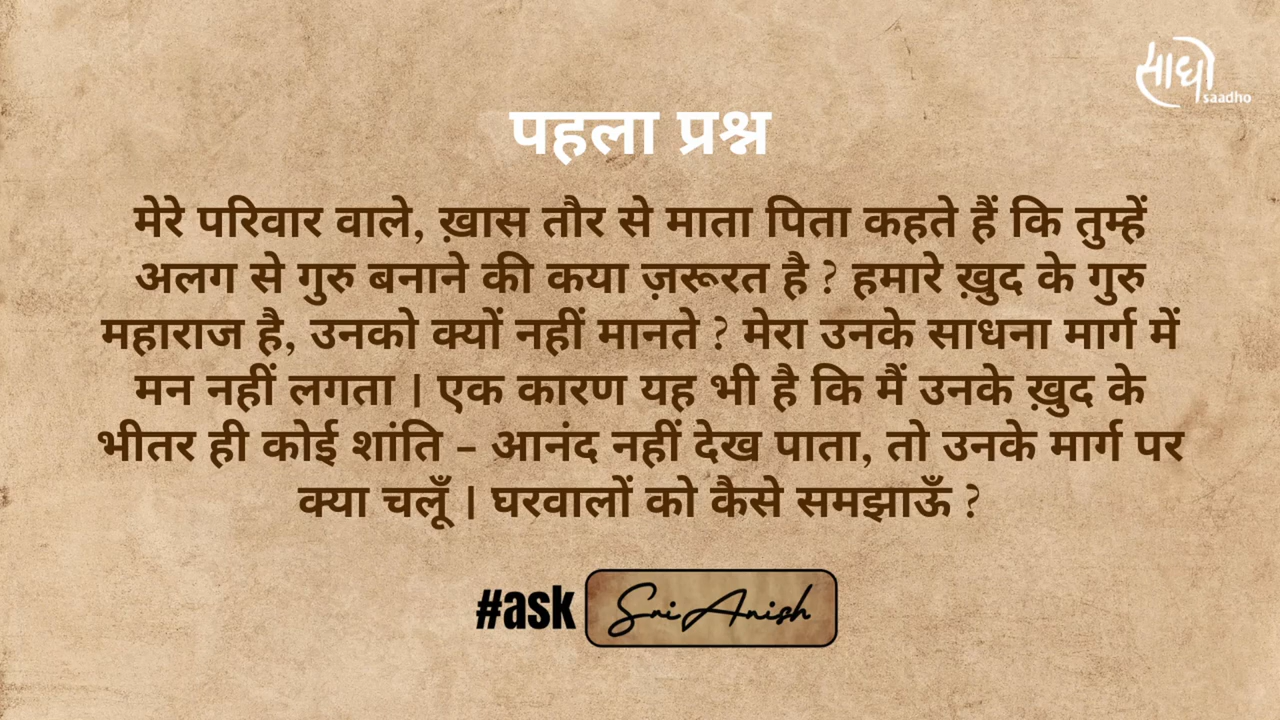 साधो
saadho
पहला प्रश्न
मेरे परिवार वाले, ख़ास तौर से माता पिता कहते हैं कि तुम्हें
अलग से गुरु बनाने की कया ज़रूरत है ? हमारे ख़ुद के गुरु
महाराज है, उनको क्यों नहीं मानते ? मेरा उनके साधना मार्ग में
मन नहीं लगता | एक कारण यह भी है कि मैं उनके ख़ुद के
भीतर ही कोई शांति - आनंद नहीं देख पाता, तो उनके मार्ग पर
क्या चलूँ | घरवालों को कैसे समझाऊँ ?
#ask Sri Anish